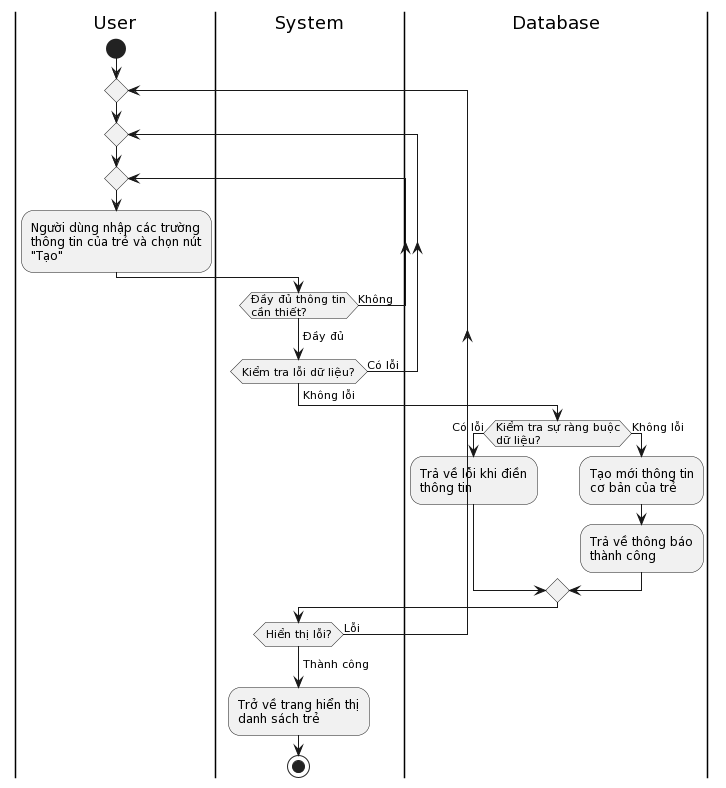 User
System
Database
Người dùng nhập các trường
thông tin của trẻ và chọn nút
"Tạo"
Đầy đủ thông tin
cần thiết?
Không
Đầy đủ
Kiểm tra lỗi dữ liệu?
Có lỗi
Không lỗi
Có lỗi
Kiểm tra sự ràng buộc
dữ liệu?
Không lỗi
Trả về lỗi khi điền
thông tin
Tạo mới thông tin
cơ bản của trẻ
Trả về thông báo
thành công
Hiển thị lỗi?
Lỗi
Thành công
Trở về trang hiển thị
danh sách trẻ